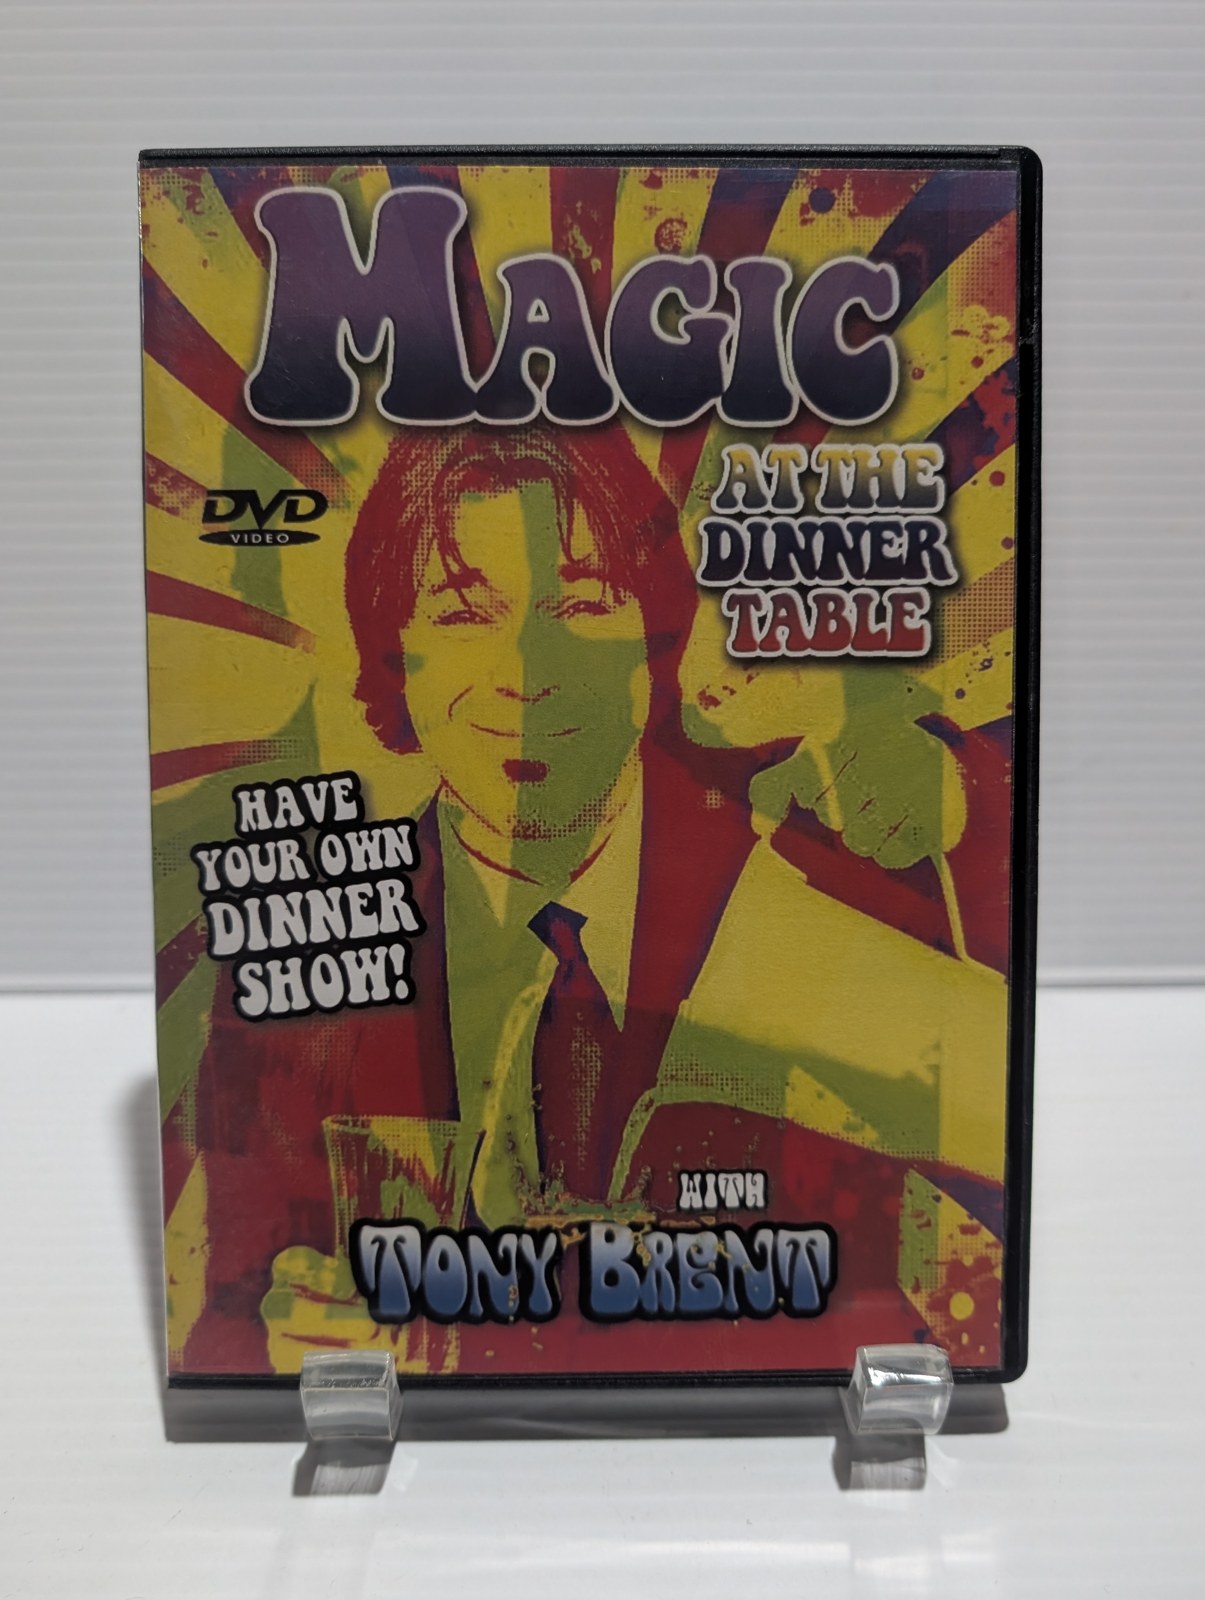 MAGIC
AT THE
DINNER
TABLE
DVD
VIDEO
HAVE
YOUR OWN
DINNER
SHOW!
WITH
TONY BRENT